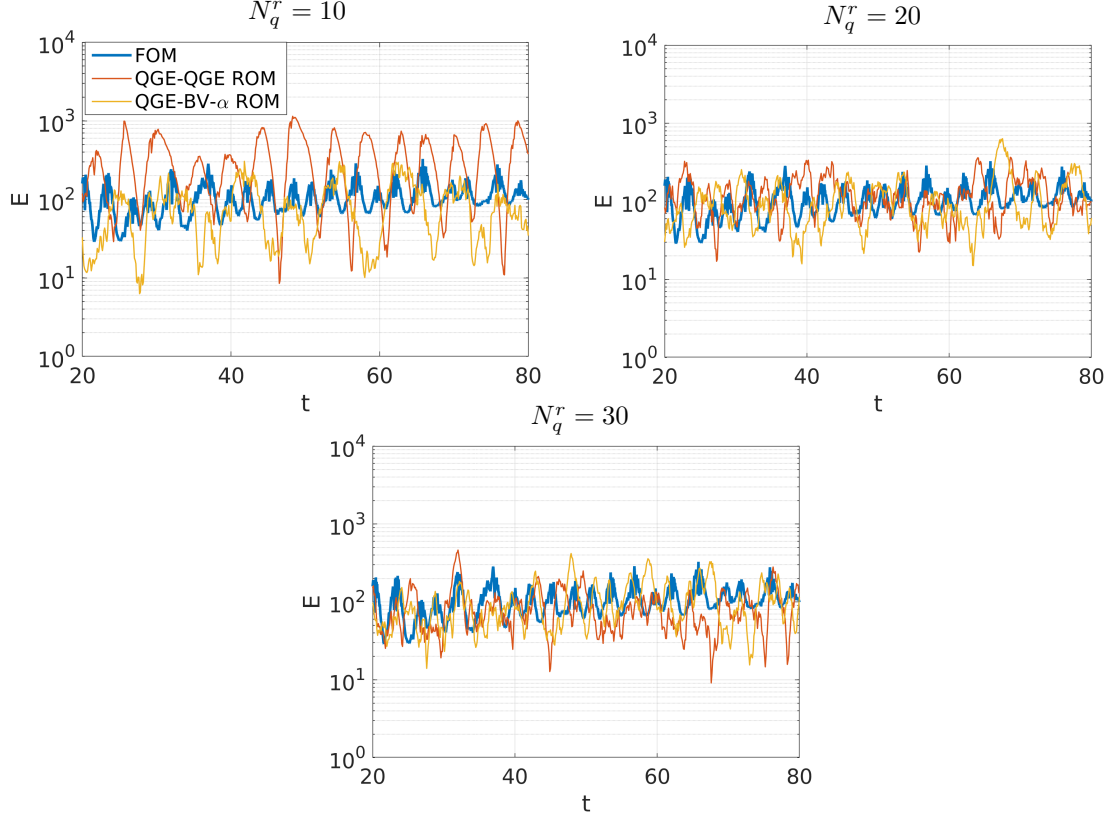 N_q^r = 10
10^4
10^3
10^2
10^1
10^0
E
FOM
QGE-QGE ROM
QGE-BV-α ROM
20 40 60 80
t
N_q^r = 20
10^4
10^3
10^2
10^1
10^0
E
20 40 60 80
t
N_q^r = 30
10^4
10^3
10^2
10^1
10^0
E
20 40 60 80
t